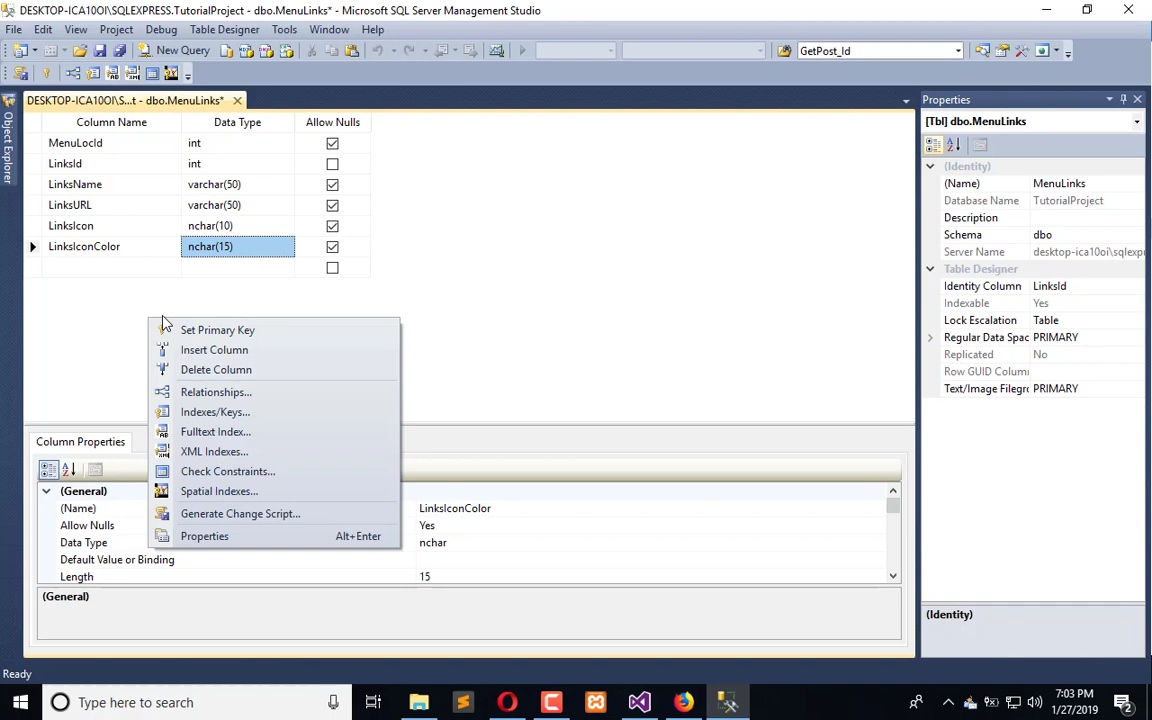 DESKTOP-ICA10OI\SQLEXPRESS.TutorialProject - dbo.MenuLinks* - Microsoft SQL Server Management Studio
File Edit View Project Debug Table Designer Tools Window Help
New Query GetPost_Id
Object Explorer
DESKTOP-ICA10OI\S...t - dbo.MenuLinks*
Column Name Data Type Allow Nulls
MenuLocId int
LinksId int
LinksName varchar(50)
LinksURL varchar(50)
LinksIcon nchar(10)
LinksIconColor nchar(15)
Set Primary Key
Insert Column
Delete Column
Relationships...
Indexes/Keys...
Fulltext Index...
XML Indexes...
Check Constraints...
Spatial Indexes...
Generate Change Script...
Properties Alt+Enter
Column Properties
(General)
(Name) LinksIconColor
Allow Nulls Yes
Data Type nchar
Default Value or Binding
Length 15
(General)
Properties
[Tbl] dbo.MenuLinks
(Identity)
(Name) MenuLinks
Database Name TutorialProject
Description
Schema dbo
Server Name desktop-ica10oi\sqlexpr
Table Designer
Identity Column LinksId
Indexable Yes
Lock Escalation Table
Regular Data Spac PRIMARY
Replicated No
Row GUID Colum
Text/Image Filegr PRIMARY
(Identity)
Ready
Type here to search
7:03 PM
1/27/2019
2